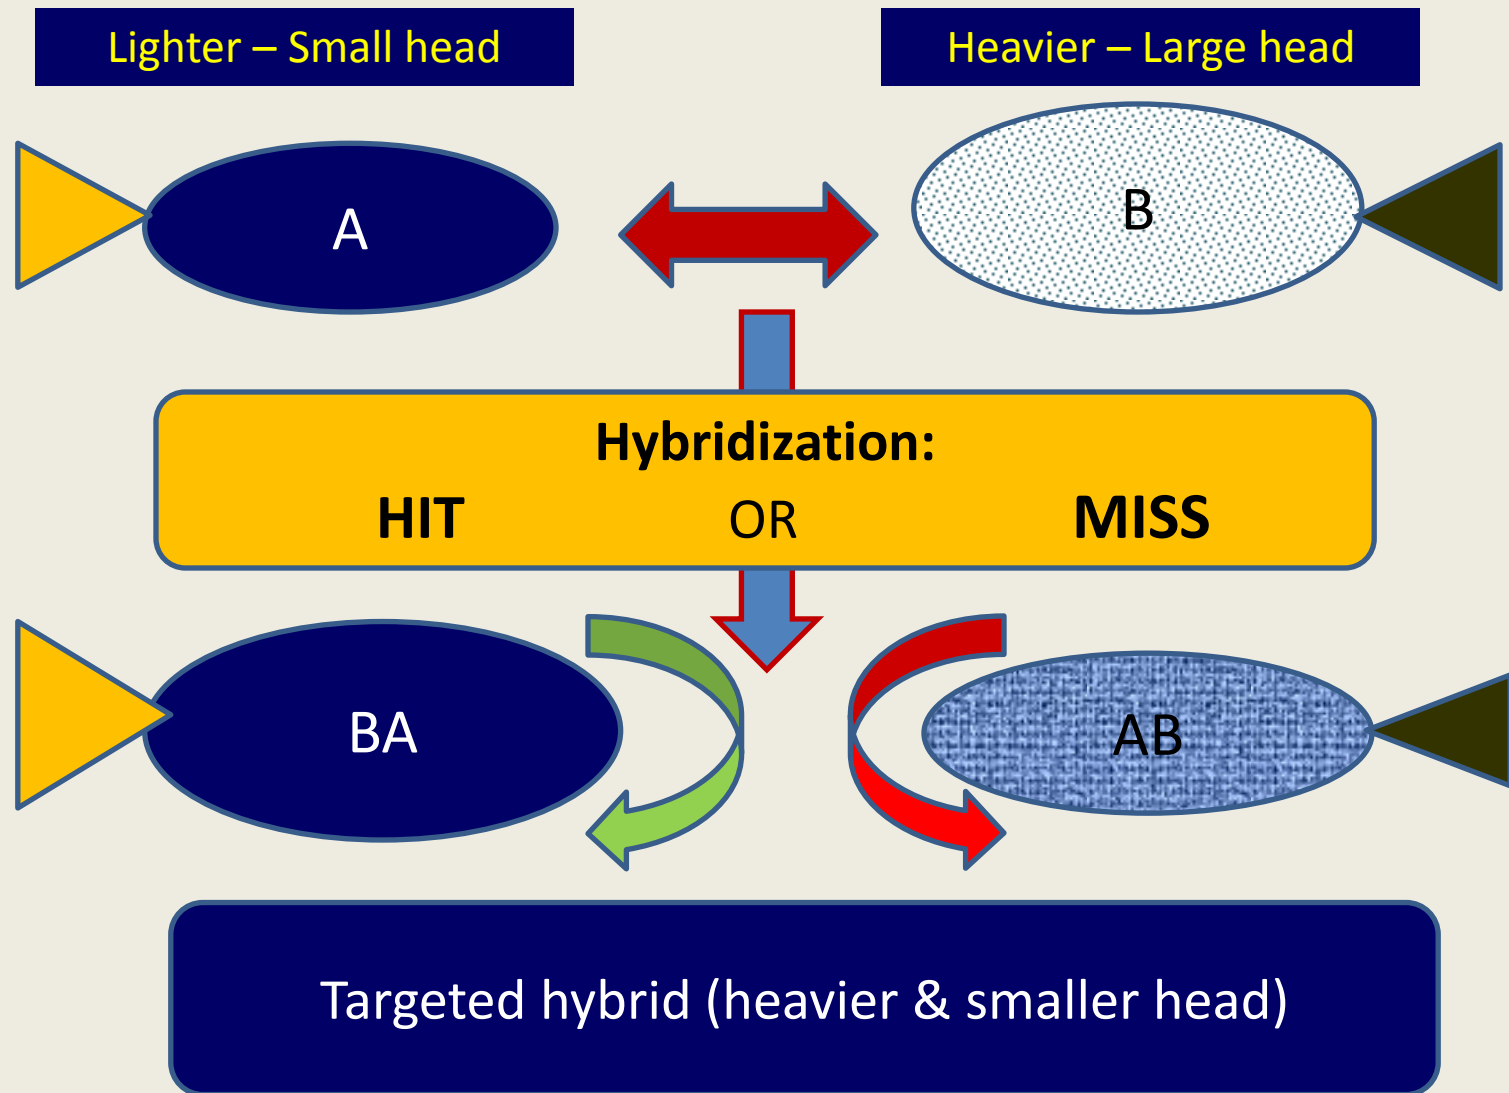 Lighter – Small head
Heavier – Large head
A
B
Hybridization:
HIT OR MISS
BA
AB
Targeted hybrid (heavier & smaller head)